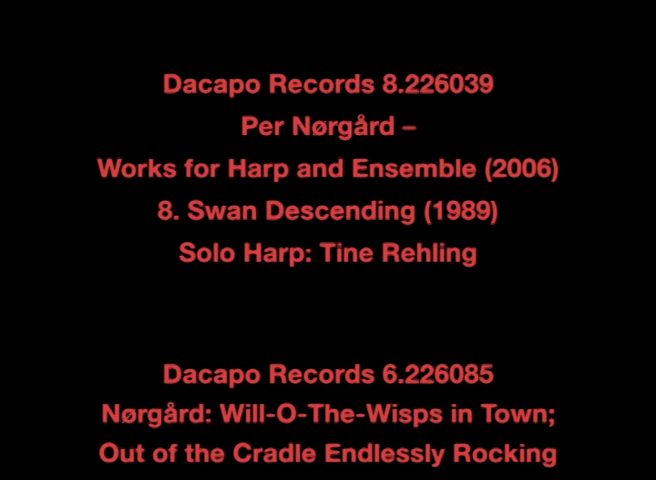 Dacapo Records 8.226039
Per Nørgård –
Works for Harp and Ensemble (2006)
8. Swan Descending (1989)
Solo Harp: Tine Rehling
Dacapo Records 6.226085
Nørgård: Will-O-The-Wisps in Town;
Out of the Cradle Endlessly Rocking